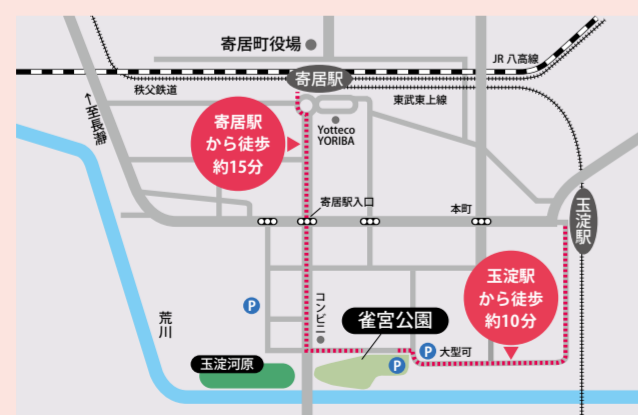 寄居町役場
JR 八高線
寄居駅
秩父鉄道
東武東上線
←至長瀞
寄居駅
から徒歩
約15分
Yotteco
YORIBA
寄居駅入口
本町
玉淀駅
玉淀駅
から徒歩
約10分
荒川
P
コンビニ
雀宮公園
P 大型可
P
玉淀河原